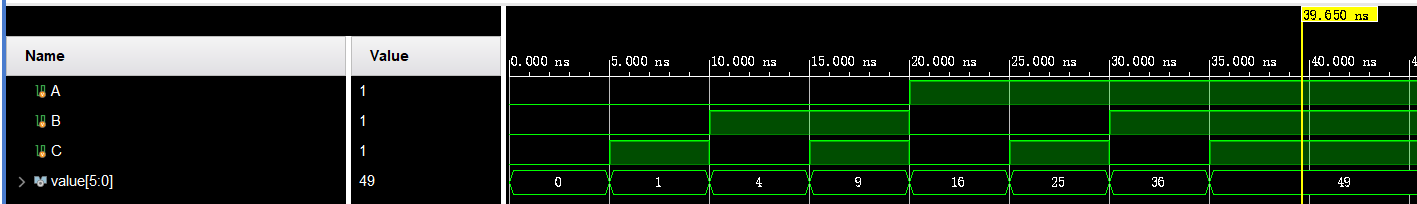 39.650 ns
Name Value
0.000 ns 5.000 ns 10.000 ns 15.000 ns 20.000 ns 25.000 ns 30.000 ns 35.000 ns 40.000 ns 4
A 1
B 1
C 1
value[5:0] 49 0 1 4 9 16 25 36 49